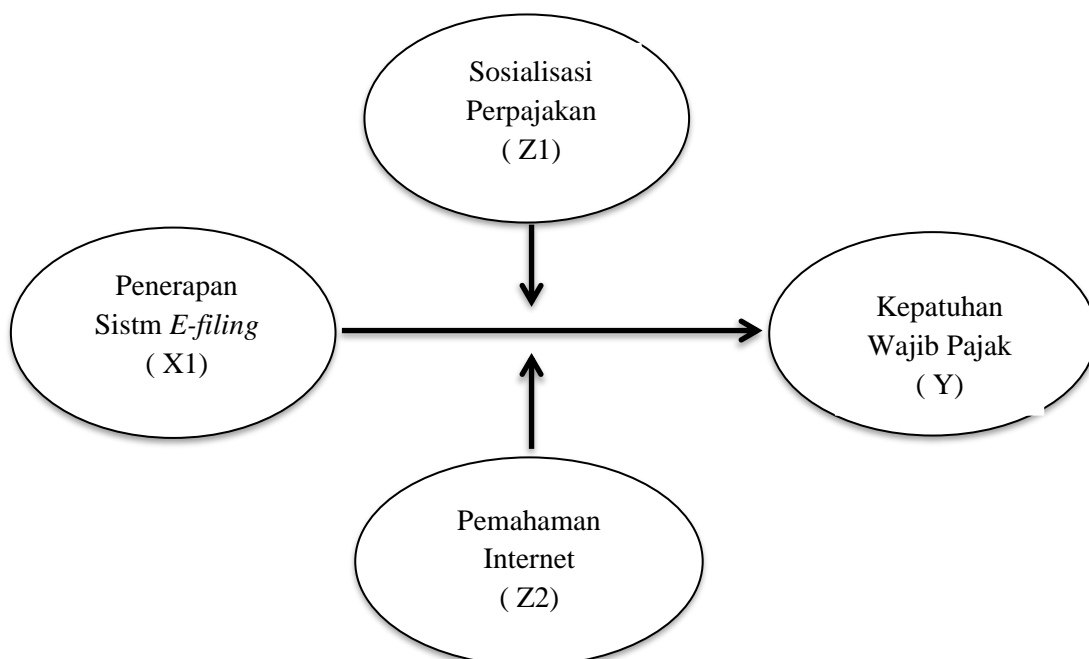 Sosialisasi
Perpajakan
( Z1)
Penerapan
Sistm E-filing
( X1)
Kepatuhan
Wajib Pajak
( Y)
Pemahaman
Internet
( Z2)